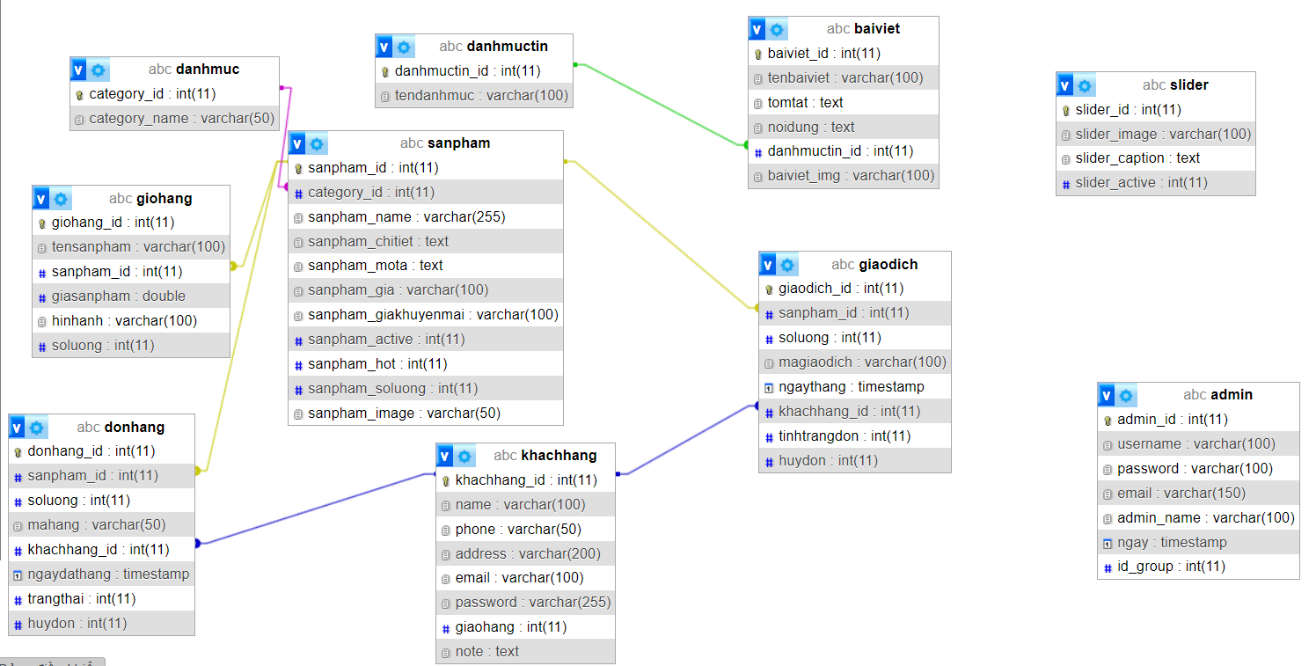 abc danhmuc
category_id : int(11)
category_name : varchar(50)
abc danhmuctin
danhmuctin_id : int(11)
tendanhmuc : varchar(100)
abc baiviet
baiviet_id : int(11)
tenbaiviet : varchar(100)
tomtat : text
noidung : text
danhmuctin_id : int(11)
baiviet_img : varchar(100)
abc slider
slider_id : int(11)
slider_image : varchar(100)
slider_caption : text
slider_active : int(11)
abc sanpham
sanpham_id : int(11)
category_id : int(11)
sanpham_name : varchar(255)
sanpham_chitiet : text
sanpham_mota : text
sanpham_gia : varchar(100)
sanpham_giakhuyenmai : varchar(100)
sanpham_active : int(11)
sanpham_hot : int(11)
sanpham_soluong : int(11)
sanpham_image : varchar(50)
abc giohang
giohang_id : int(11)
tensanpham : varchar(100)
sanpham_id : int(11)
giasanpham : double
hinhanh : varchar(100)
soluong : int(11)
abc giaodich
giaodich_id : int(11)
sanpham_id : int(11)
soluong : int(11)
magiaodich : varchar(100)
ngaythang : timestamp
khachhang_id : int(11)
tinhtrangdon : int(11)
huydon : int(11)
abc donhang
donhang_id : int(11)
sanpham_id : int(11)
soluong : int(11)
mahang : varchar(50)
khachhang_id : int(11)
ngaydathang : timestamp
trangthai : int(11)
huydon : int(11)
abc khachhang
khachhang_id : int(11)
name : varchar(100)
phone : varchar(50)
address : varchar(200)
email : varchar(100)
password : varchar(255)
giaohang : int(11)
note : text
abc admin
admin_id : int(11)
username : varchar(100)
password : varchar(100)
email : varchar(150)
admin_name : varchar(100)
ngay : timestamp
id_group : int(11)